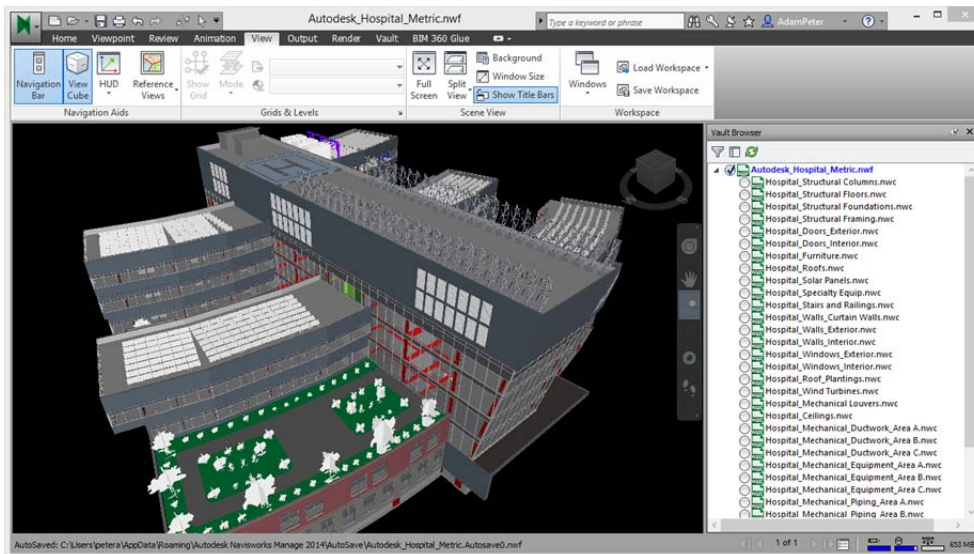 Autodesk_Hospital_Metric.nwf
Type a keyword or phrase
AdamPeter
Home Viewpoint Review Animation View Output Render Vault BIM 360 Glue
Navigation Bar
View Cube
HUD
Reference Views
Show Grid
Mode
Full Screen
Split View
Background
Window Size
Show Title Bars
Windows
Load Workspace
Save Workspace
Navigation Aids
Grids & Levels
Scene View
Workspace
Vault Browser
Autodesk_Hospital_Metric.nwf
Hospital_Structural Columns.nwc
Hospital_Structural Floors.nwc
Hospital_Structural Foundations.nwc
Hospital_Structural Framing.nwc
Hospital_Doors_Exterior.nwc
Hospital_Doors_Interior.nwc
Hospital_Furniture.nwc
Hospital_Roofs.nwc
Hospital_Solar Panels.nwc
Hospital_Specialty Equip.nwc
Hospital_Stairs and Railings.nwc
Hospital_Walls_Curtain Walls.nwc
Hospital_Walls_Exterior.nwc
Hospital_Walls_Interior.nwc
Hospital_Windows_Exterior.nwc
Hospital_Windows_Interior.nwc
Hospital_Roof_Plantings.nwc
Hospital_Wind Turbines.nwc
Hospital_Mechanical Louvers.nwc
Hospital_Ceilings.nwc
Hospital_Mechanical_Ductwork_Area A.nwc
Hospital_Mechanical_Ductwork_Area B.nwc
Hospital_Mechanical_Ductwork_Area C.nwc
Hospital_Mechanical_Equipment_Area A.nwc
Hospital_Mechanical_Equipment_Area B.nwc
Hospital_Mechanical_Equipment_Area C.nwc
Hospital_Mechanical_Piping_Area A.nwc
Hospital_Mechanical_Piping_Area B.nwc
AutoSaved: C:\Users\petera\AppData\Roaming\Autodesk Navisworks Manage 2014\AutoSave\Autodesk_Hospital_Metric.Autosave0.nwf
1 of 1
653 MB